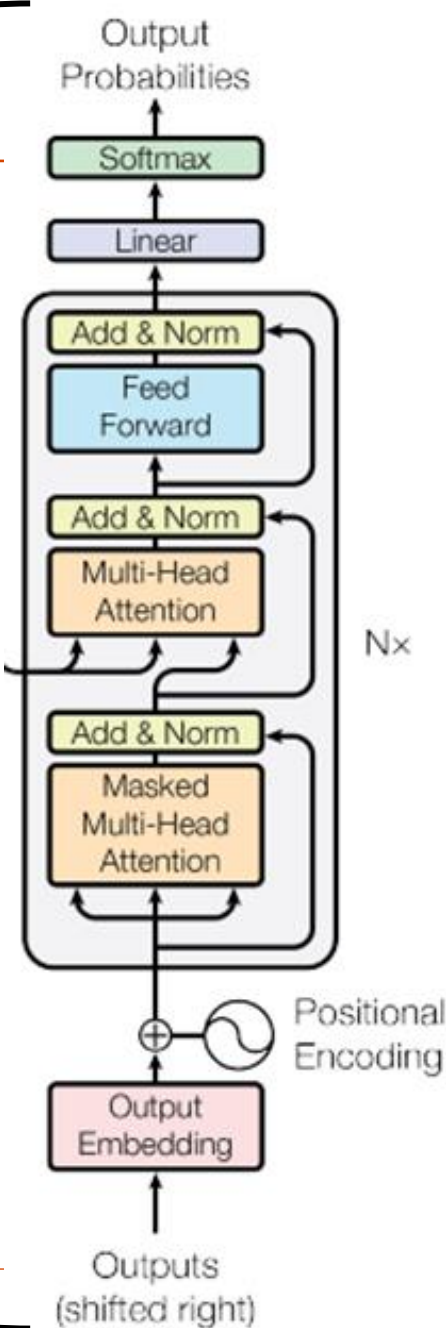 Output
Probabilities
Softmax
Linear
Add & Norm
Feed
Forward
Add & Norm
Multi-Head
Attention
Nx
Add & Norm
Masked
Multi-Head
Attention
Positional
Encoding
Output
Embedding
Outputs
(shifted right)